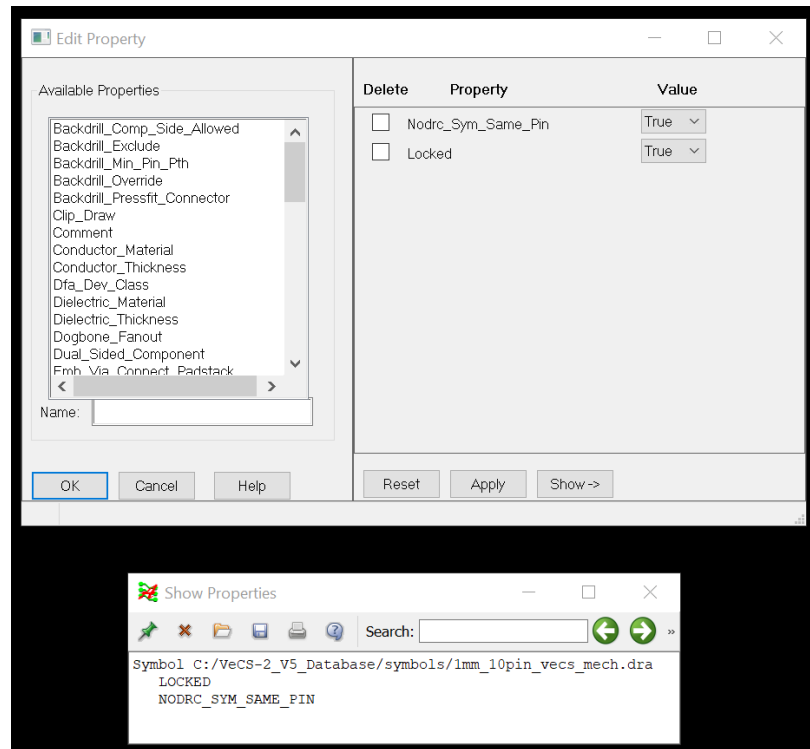 Edit Property
Available Properties
Backdrill_Comp_Side_Allowed
Backdrill_Exclude
Backdrill_Min_Pin_Pth
Backdrill_Override
Backdrill_Pressfit_Connector
Clip_Draw
Comment
Conductor_Material
Conductor_Thickness
Dfa_Dev_Class
Dielectric_Material
Dielectric_Thickness
Dogbone_Fanout
Dual_Sided_Component
Emb_Via_Connect_Padstack
Name:
OK Cancel Help
Delete Property Value
Nodrc_Sym_Same_Pin True
Locked True
Reset Apply Show ->
Show Properties
Search: »
Symbol C:/VeCS-2_V5_Database/symbols/1mm_10pin_vecs_mech.dra
LOCKED
NODRC_SYM_SAME_PIN